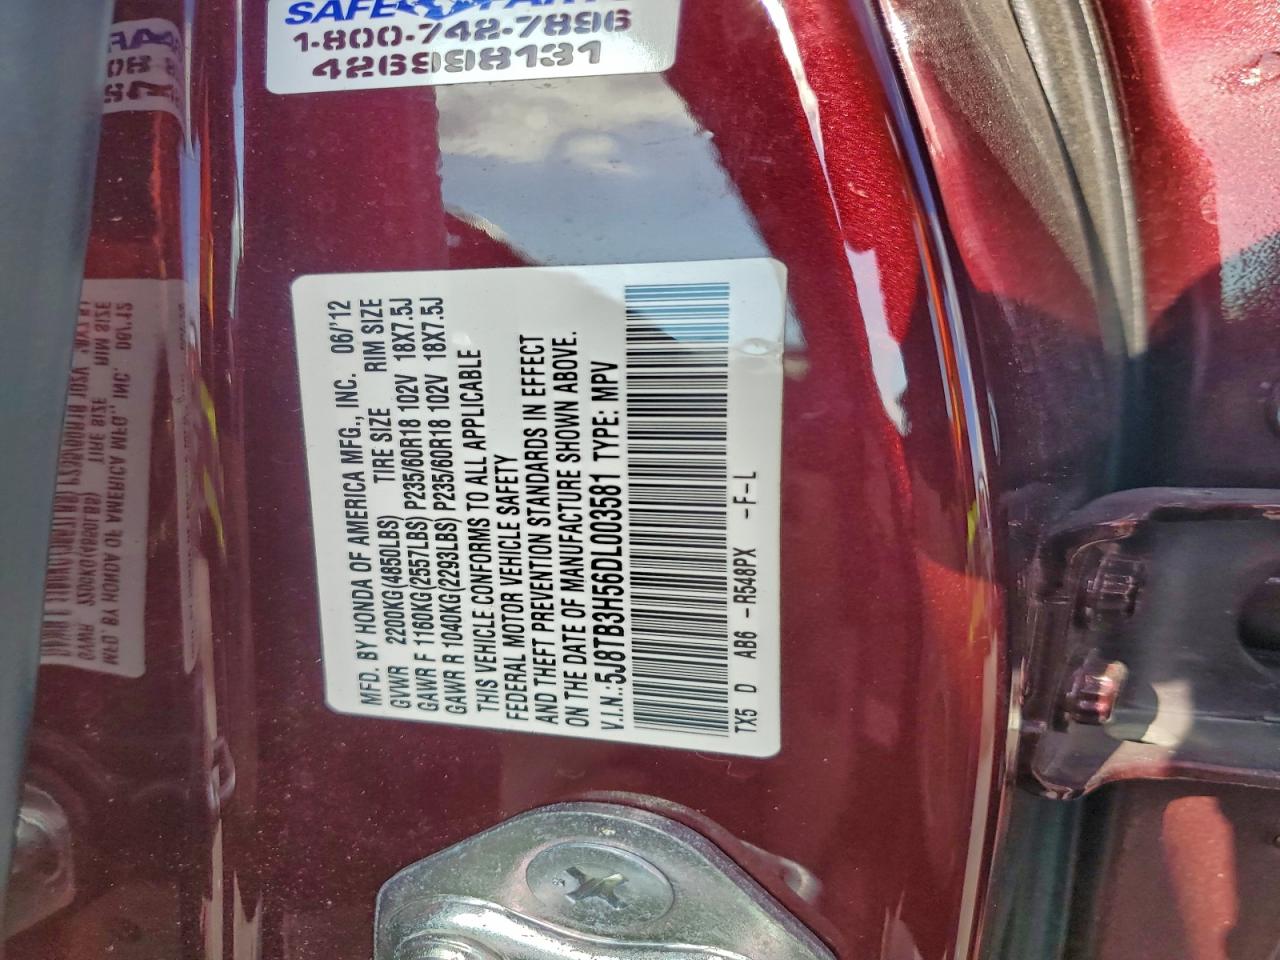 SAFE
1-800-742-7896
426998131
MFD. BY HONDA OF AMERICA MFG., INC. 06/'12
GVWR 2200KG(4850LBS) TIRE SIZE RIM SIZE
GAWR F 1160KG(2557LBS) P235/60R18 102V 18X7.5J
GAWR R 1040KG(2293LBS) P235/60R18 102V 18X7.5J
THIS VEHICLE CONFORMS TO ALL APPLICABLE
FEDERAL MOTOR VEHICLE SAFETY
AND THEFT PREVENTION STANDARDS IN EFFECT
ON THE DATE OF MANUFACTURE SHOWN ABOVE.
V.I.N.:5J8TB3H56DL003581 TYPE: MPV
TX5 D AB6 -R548PX -F-L